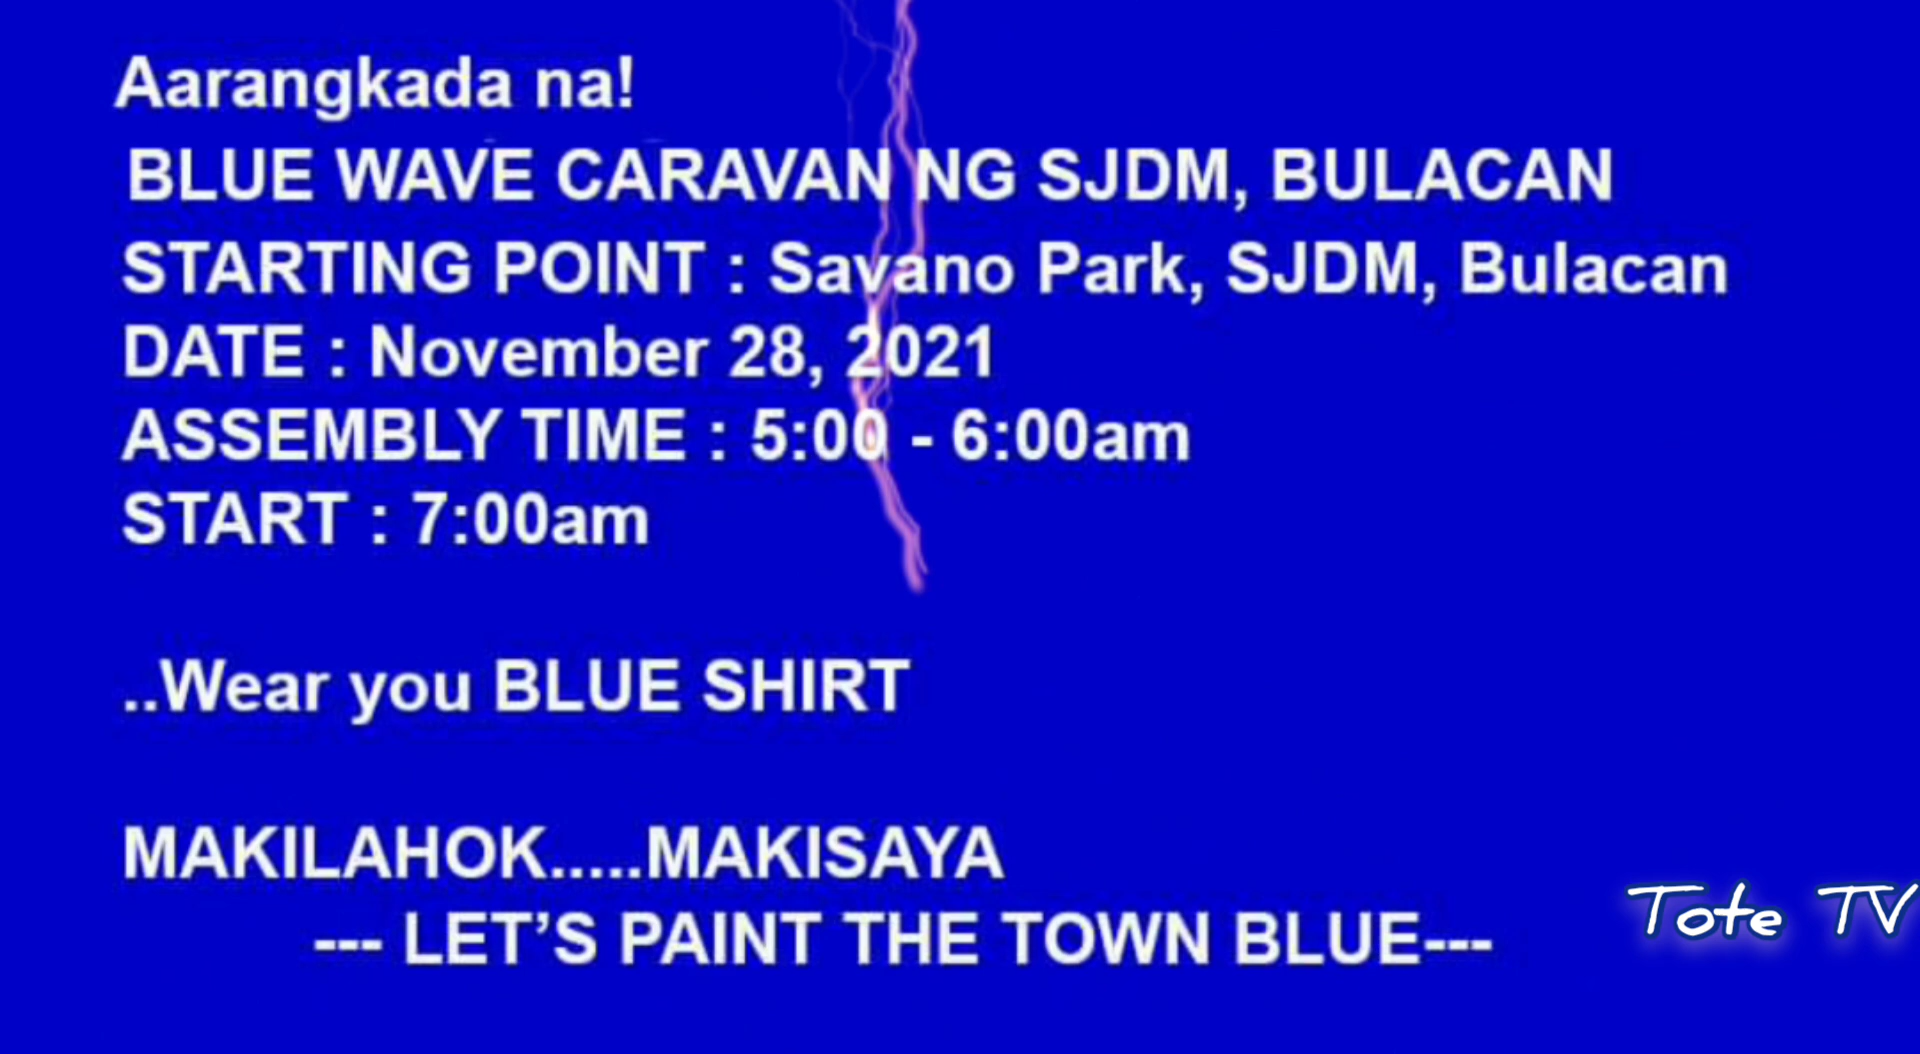 Aarangkada na!
BLUE WAVE CARAVAN NG SJDM, BULACAN
STARTING POINT : Savano Park, SJDM, Bulacan
DATE : November 28, 2021
ASSEMBLY TIME : 5:00 - 6:00am
START : 7:00am
..Wear you BLUE SHIRT
MAKILAHOK.....MAKISAYA
--- LET’S PAINT THE TOWN BLUE---
Tote TV